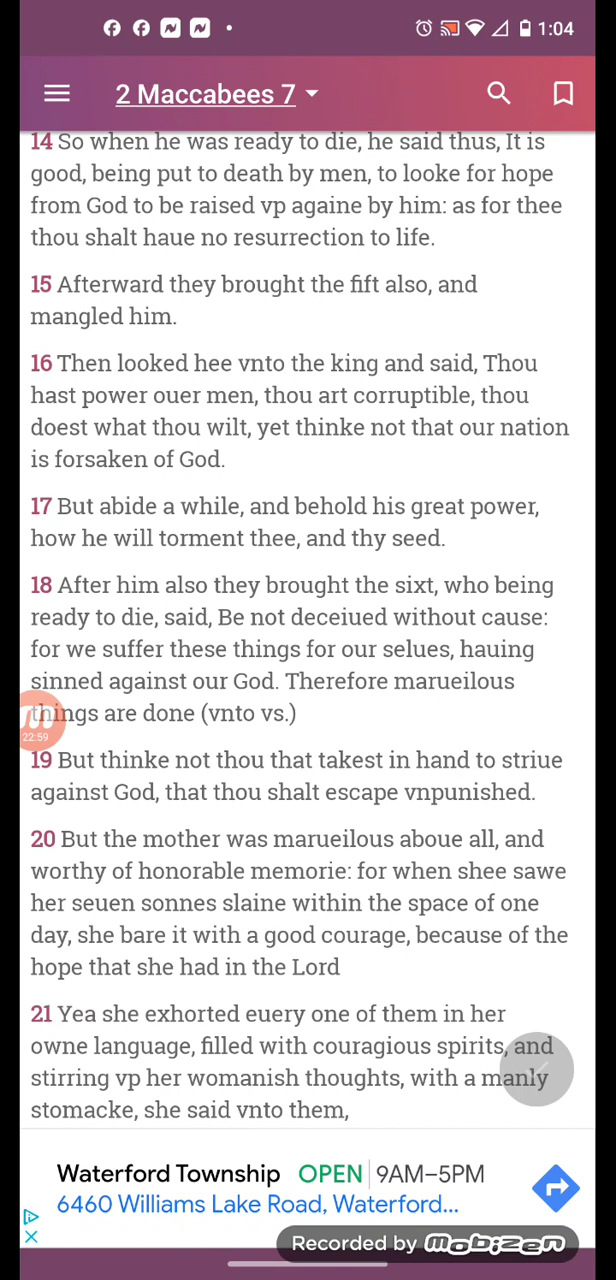 1:04
2 Maccabees 7
14 So when he was ready to die, he said thus, It is
good, being put to death by men, to looke for hope
from God to be raised vp againe by him: as for thee
thou shalt haue no resurrection to life.
15 Afterward they brought the fift also, and
mangled him.
16 Then looked hee vnto the king and said, Thou
hast power ouer men, thou art corruptible, thou
doest what thou wilt, yet thinke not that our nation
is forsaken of God.
17 But abide a while, and behold his great power,
how he will torment thee, and thy seed.
18 After him also they brought the sixt, who being
ready to die, said, Be not deceiued without cause:
for we suffer these things for our selues, hauing
sinned against our God. Therefore marueilous
things are done (vnto vs.)
22:59
19 But thinke not thou that takest in hand to striue
against God, that thou shalt escape vnpunished.
20 But the mother was marueilous aboue all, and
worthy of honorable memorie: for when shee sawe
her seuen sonnes slaine within the space of one
day, she bare it with a good courage, because of the
hope that she had in the Lord
21 Yea she exhorted euery one of them in her
owne language, filled with couragious spirits, and
stirring vp her womanish thoughts, with a manly
stomacke, she said vnto them,
Waterford Township OPEN 9AM–5PM
6460 Williams Lake Road, Waterford...
Recorded by mobizen